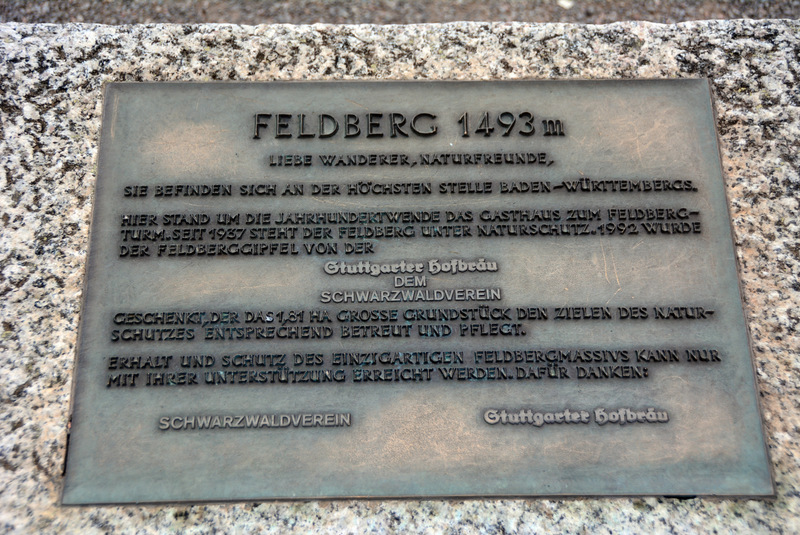 FELDBERG 1493 m
LIEBE WANDERER, NATURFREUNDE,
SIE BEFINDEN SICH AN DER HÖCHSTEN STELLE BADEN-WÜRTTEMBERGS.
HIER STAND UM DIE JAHRHUNDERTWENDE DAS GASTHAUS ZUM FELDBERG-
TURM. SEIT 1937 STEHT DER FELDBERG UNTER NATURSCHUTZ. 1992 WURDE
DER FELDBERGGIPFEL VON DER
Stuttgarter Hofbräu
DEM
SCHWARZWALDVEREIN
GESCHENKT, DER DAS 1,81 HA GROSSE GRUNDSTÜCK DEN ZIELEN DES NATUR-
SCHUTZES ENTSPRECHEND BETREUT UND PFLEGT.
ERHALT UND SCHUTZ DES EINZIGARTIGEN FELDBERGMASSIVS KANN NUR
MIT IHRER UNTERSTÜTZUNG ERREICHT WERDEN. DAFÜR DANKEN:
SCHWARZWALDVEREIN Stuttgarter Hofbräu